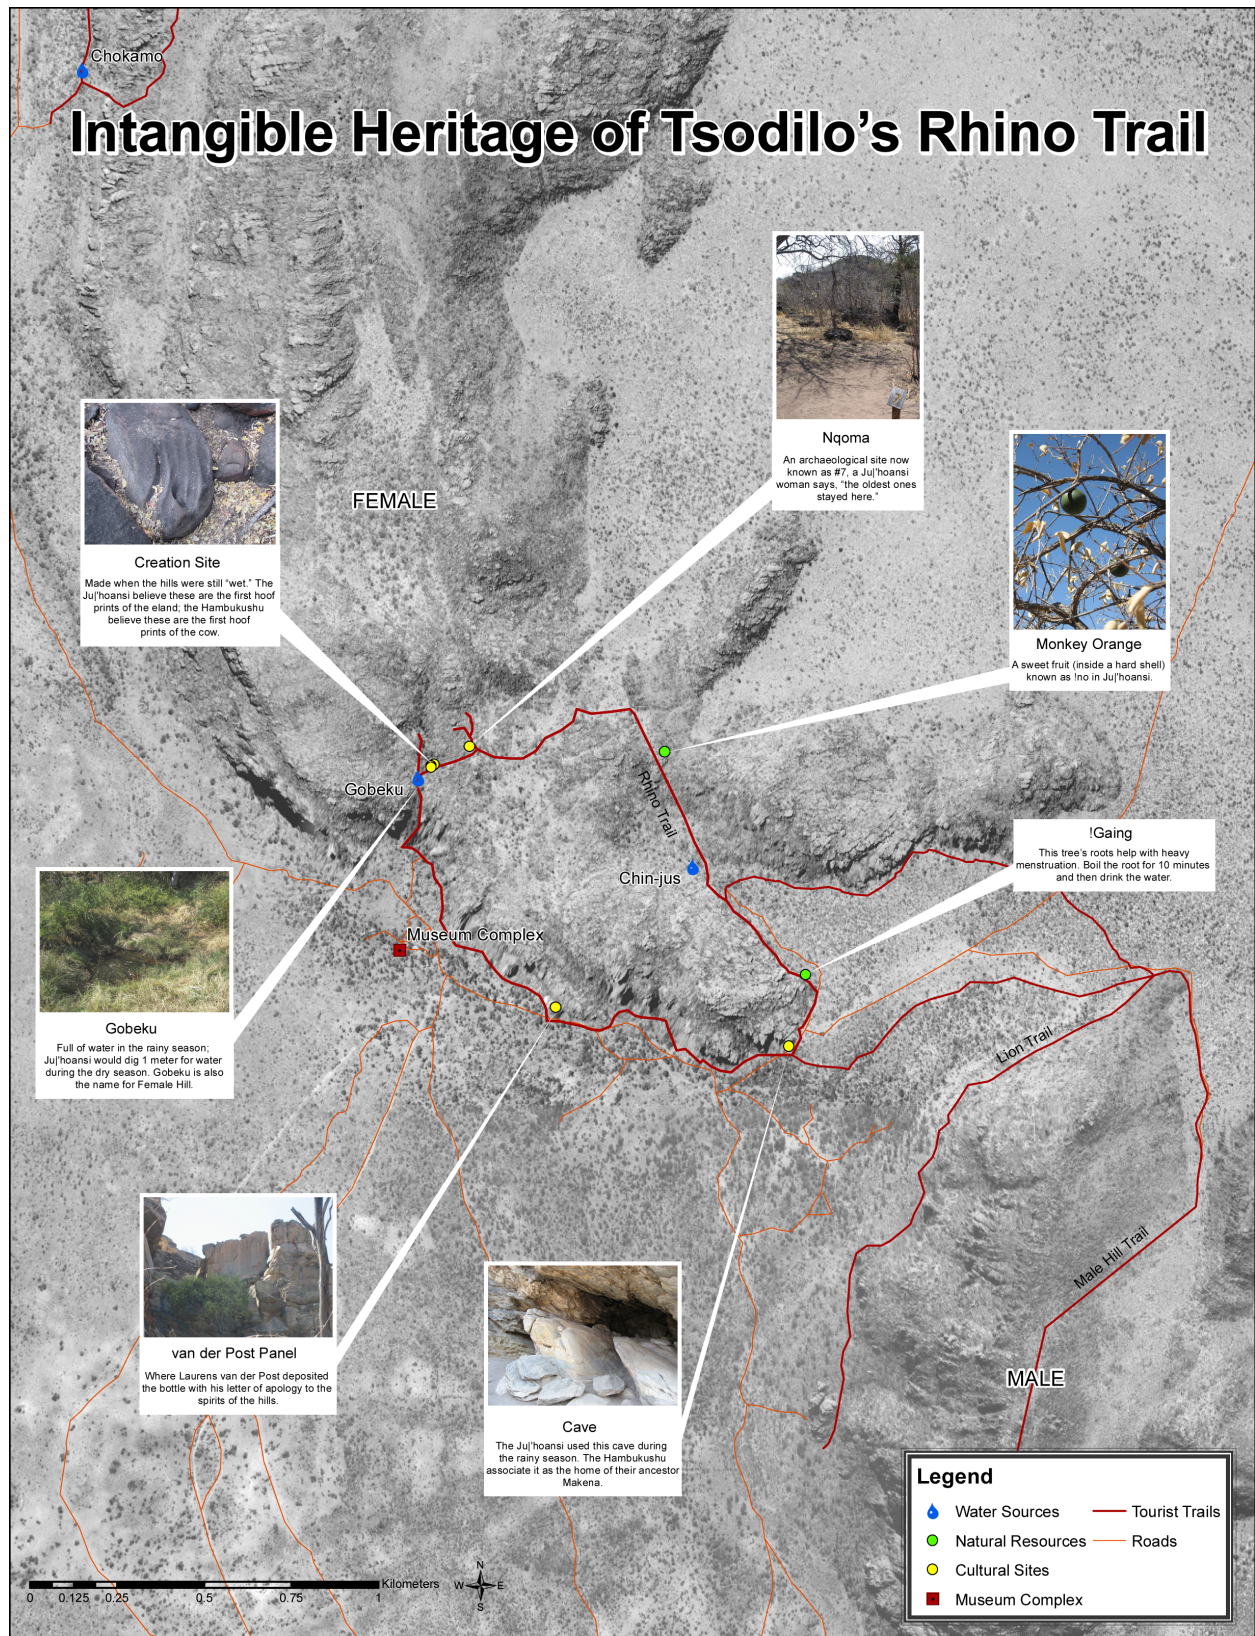 Chokamo
Intangible Heritage of Tsodilo's Rhino Trail
Nqoma
An archaeological site now
known as #7, a Ju|'hoansi
woman says, "the oldest ones
stayed here."
FEMALE
Creation Site
Made when the hills were still "wet." The
Ju|'hoansi believe these are the first hoof
prints of the eland; the Hambukushu
believe these are the first hoof
prints of the cow.
Monkey Orange
A sweet fruit (inside a hard shell)
known as !no in Ju|'hoansi.
Gobeku
Rhino Trail
Chin-jus
!Gaing
This tree's roots help with heavy
menstruation. Boil the root for 10 minutes
and then drink the water.
Museum Complex
Gobeku
Full of water in the rainy season;
Ju|'hoansi would dig 1 meter for water
during the dry season. Gobeku is also
the name for Female Hill.
Lion Trail
Male Hill Trail
van der Post Panel
Where Laurens van der Post deposited
the bottle with his letter of apology to the
spirits of the hills.
MALE
Cave
The Ju|'hoansi used this cave during
the rainy season. The Hambukushu
associate it as the home of their ancestor
Makena.
Legend
Water Sources
Tourist Trails
Natural Resources
Roads
Cultural Sites
Museum Complex
Kilometers
0 0.125 0.25 0.5 0.75 1
N
W E
S